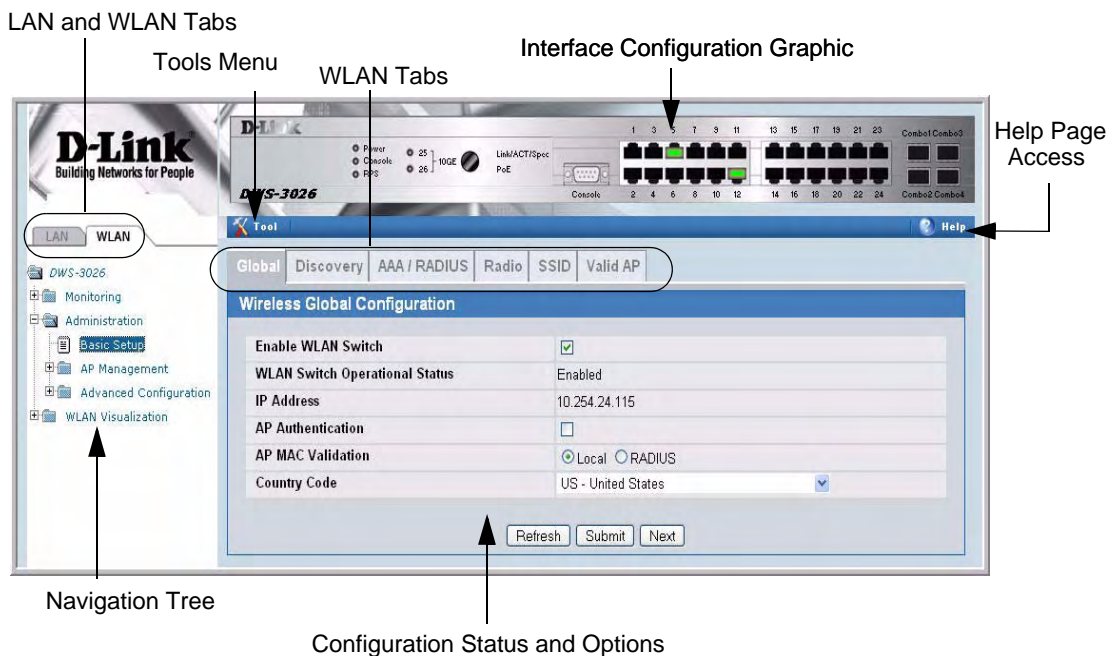 LAN and WLAN Tabs
Tools Menu
WLAN Tabs
Interface Configuration Graphic
Help Page
Access
D-Link
Building Networks for People
D-Link
Power
Console
RPS
25
26
10GE
Link/ACT/Spec
PoE
Console
DWS-3026
1 3 5 7 9 11 13 15 17 19 21 23 Combo1 Combo3
2 4 6 8 10 12 14 16 18 20 22 24 Combo2 Combo4
Tool
Help
LAN WLAN
DWS-3026
Monitoring
Administration
Basic Setup
AP Management
Advanced Configuration
WLAN Visualization
Global Discovery AAA / RADIUS Radio SSID Valid AP
Wireless Global Configuration
Enable WLAN Switch
WLAN Switch Operational Status Enabled
IP Address 10.254.24.115
AP Authentication
AP MAC Validation Local RADIUS
Country Code US - United States
Refresh Submit Next
Navigation Tree
Configuration Status and Options